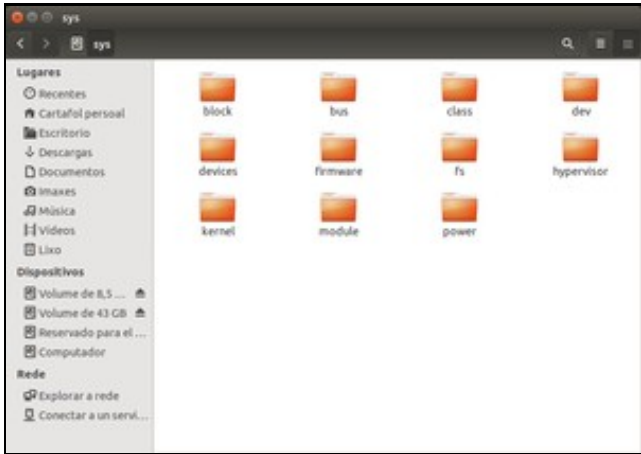 sys
sys
Lugares
Recentes
Cartafol persoal
Escritorio
Descargas
Documentos
Imaxes
Música
Vídeos
Lixo
Dispositivos
Volume de 8,5 ...
Volume de 43 GB
Reservado para el ...
Computador
Rede
Explorar a rede
Conectar a un servi...
block bus class dev
devices firmware fs hypervisor
kernel module power